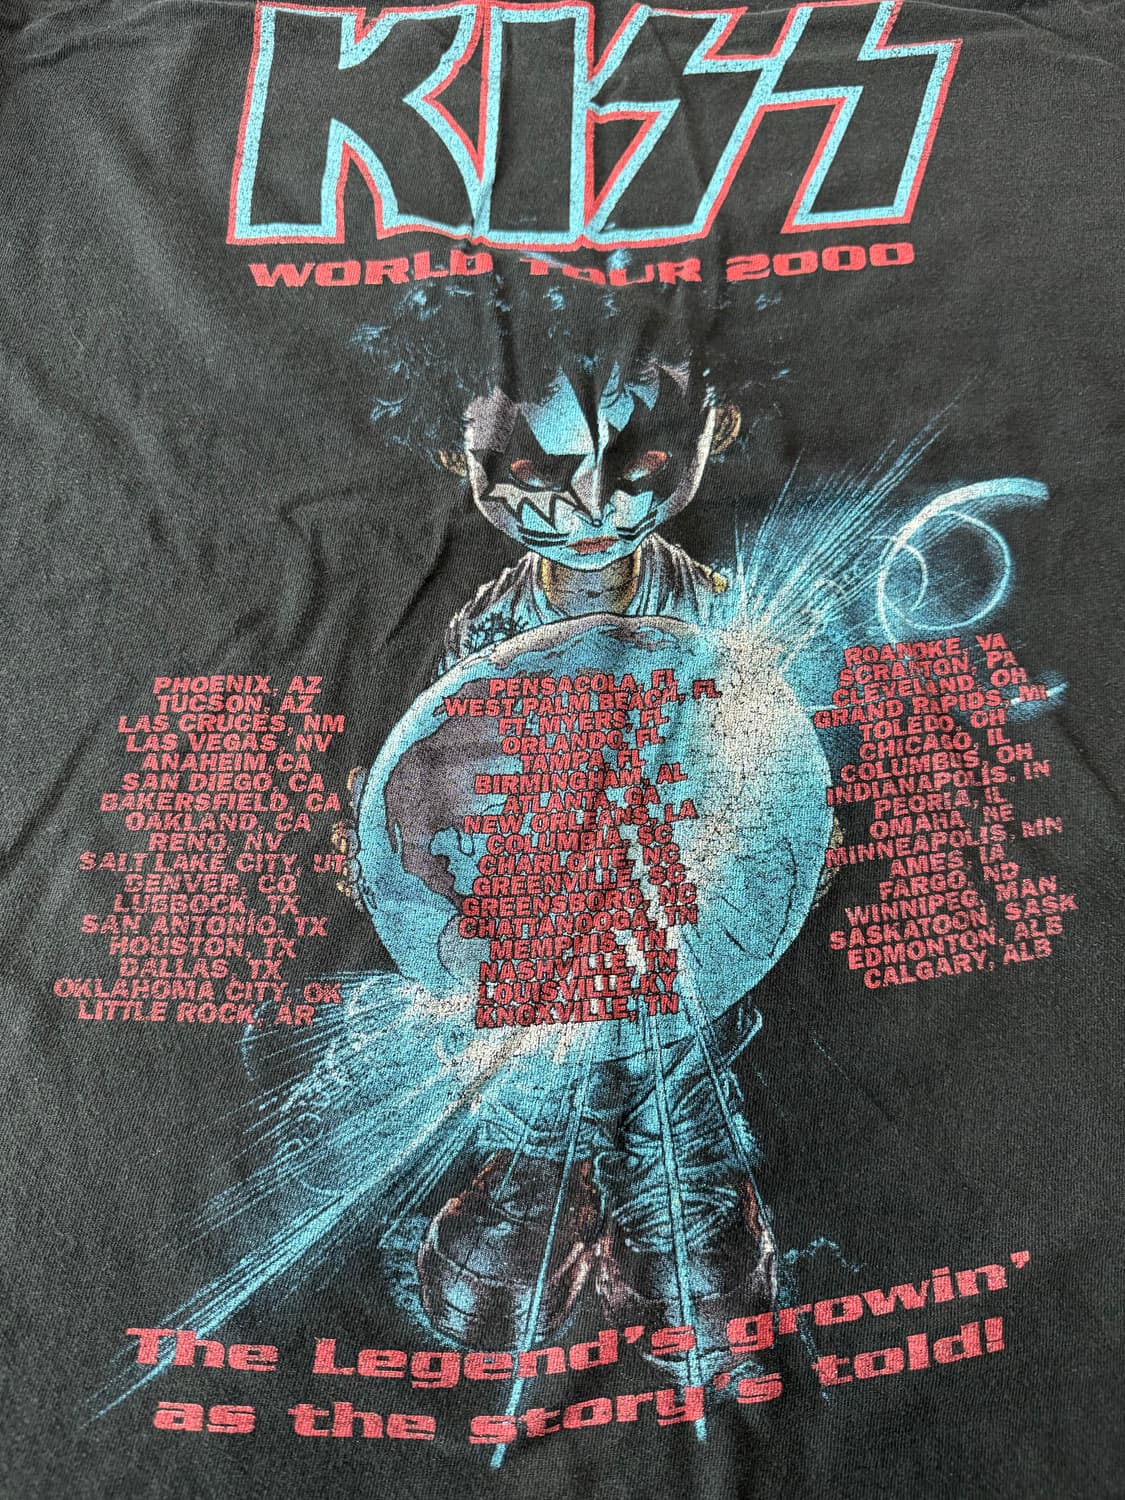 KISS
WORLD TOUR 2000
PHOENIX, AZ
TUCSON, AZ
LAS CRUCES, NM
LAS VEGAS, NV
ANAHEIM, CA
SAN DIEGO, CA
BAKERSFIELD, CA
OAKLAND, CA
RENO, NV
SALT LAKE CITY, UT
DENVER, CO
LUBBOCK, TX
SAN ANTONIO, TX
HOUSTON, TX
DALLAS, TX
OKLAHOMA CITY, OK
LITTLE ROCK, AR
PENSACOLA, FL
WEST PALM BEACH, FL
FT. MYERS, FL
ORLANDO, FL
TAMPA, FL
BIRMINGHAM, AL
ATLANTA, GA
NEW ORLEANS, LA
COLUMBIA, SC
CHARLOTTE, NC
GREENVILLE, SC
GREENSBORO, NC
CHATTANOOGA, TN
MEMPHIS, TN
NASHVILLE, TN
LOUISVILLE, KY
KNOXVILLE, TN
ROANOKE, VA
SCRANTON, PA
CLEVELAND, OH
GRAND RAPIDS, MI
TOLEDO, OH
CHICAGO, IL
COLUMBUS, OH
INDIANAPOLIS, IN
PEORIA, IL
OMAHA, NE
MINNEAPOLIS, MN
AMES, IA
FARGO, ND
WINNIPEG, MAN
SASKATOON, SASK
EDMONTON, ALB
CALGARY, ALB
The Legend's growin'
as the story's told!